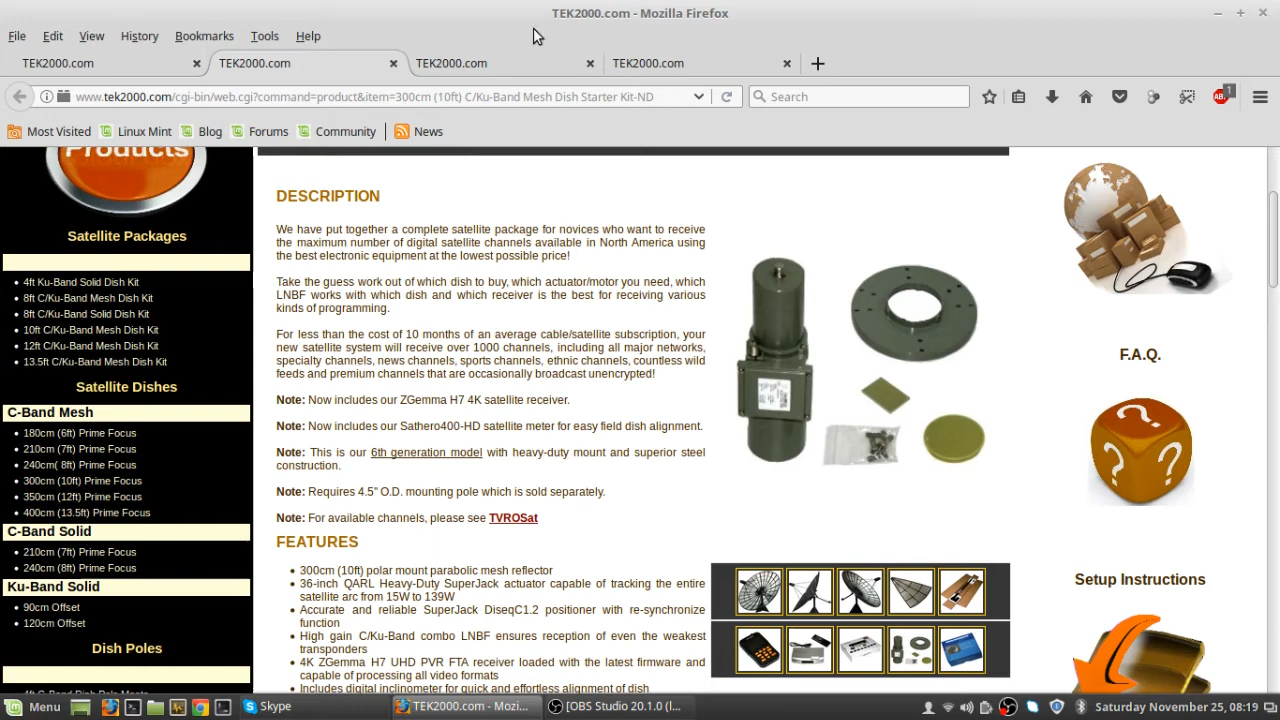 TEK2000.com - Mozilla Firefox
File Edit View History Bookmarks Tools Help
TEK2000.com TEK2000.com TEK2000.com TEK2000.com
www.tek2000.com/cgi-bin/web.cgi?command=product&item=300cm (10ft) C/Ku-Band Mesh Dish Starter Kit-ND
Search
ABP 1
Most Visited Linux Mint Blog Forums Community News
Products
Satellite Packages
4ft Ku-Band Solid Dish Kit
8ft C/Ku-Band Mesh Dish Kit
8ft C/Ku-Band Solid Dish Kit
10ft C/Ku-Band Mesh Dish Kit
12ft C/Ku-Band Mesh Dish Kit
13.5ft C/Ku-Band Mesh Dish Kit
Satellite Dishes
C-Band Mesh
180cm (6ft) Prime Focus
210cm (7ft) Prime Focus
240cm( 8ft) Prime Focus
300cm (10ft) Prime Focus
350cm (12ft) Prime Focus
400cm (13.5ft) Prime Focus
C-Band Solid
210cm (7ft) Prime Focus
240cm (8ft) Prime Focus
Ku-Band Solid
90cm Offset
120cm Offset
Dish Poles
4ft C-Band Dish Pole Mounts
DESCRIPTION
We have put together a complete satellite package for novices who want to receive
the maximum number of digital satellite channels available in North America using
the best electronic equipment at the lowest possible price!
Take the guess work out of which dish to buy, which actuator/motor you need, which
LNBF works with which dish and which receiver is the best for receiving various
kinds of programming.
For less than the cost of 10 months of an average cable/satellite subscription, your
new satellite system will receive over 1000 channels, including all major networks,
specialty channels, news channels, sports channels, ethnic channels, countless wild
feeds and premium channels that are occasionally broadcast unencrypted!
Note: Now includes our ZGemma H7 4K satellite receiver.
Note: Now includes our Sathero400-HD satellite meter for easy field dish alignment.
Note: This is our 6th generation model with heavy-duty mount and superior steel
construction.
Note: Requires 4.5" O.D. mounting pole which is sold separately.
Note: For available channels, please see TVROSat
FEATURES
300cm (10ft) polar mount parabolic mesh reflector
36-inch QARL Heavy-Duty SuperJack actuator capable of tracking the entire
satellite arc from 15W to 139W
Accurate and reliable SuperJack DiseqC1.2 positioner with re-synchronize
function
High gain C/Ku-Band combo LNBF ensures reception of even the weakest
transponders
4K ZGemma H7 UHD PVR FTA receiver loaded with the latest firmware and
capable of processing all video formats
Includes digital inclinometer for quick and effortless alignment of dish
F.A.Q.
Setup Instructions
Menu Skype TEK2000.com - Mozi... [OBS Studio 20.1.0 (l... Saturday November 25, 08:19